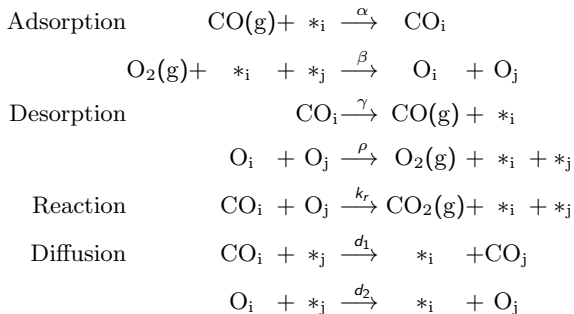 Adsorption CO(g)+ *i —α→ COi
O2(g)+ *i + *j —β→ Oi + Oj
Desorption COi —γ→ CO(g) + *i
Oi + Oj —ρ→ O2(g) + *i + *j
Reaction COi + Oj —kr→ CO2(g)+ *i + *j
Diffusion COi + *j —d1→ *i +COj
Oi + *j —d2→ *i + Oj